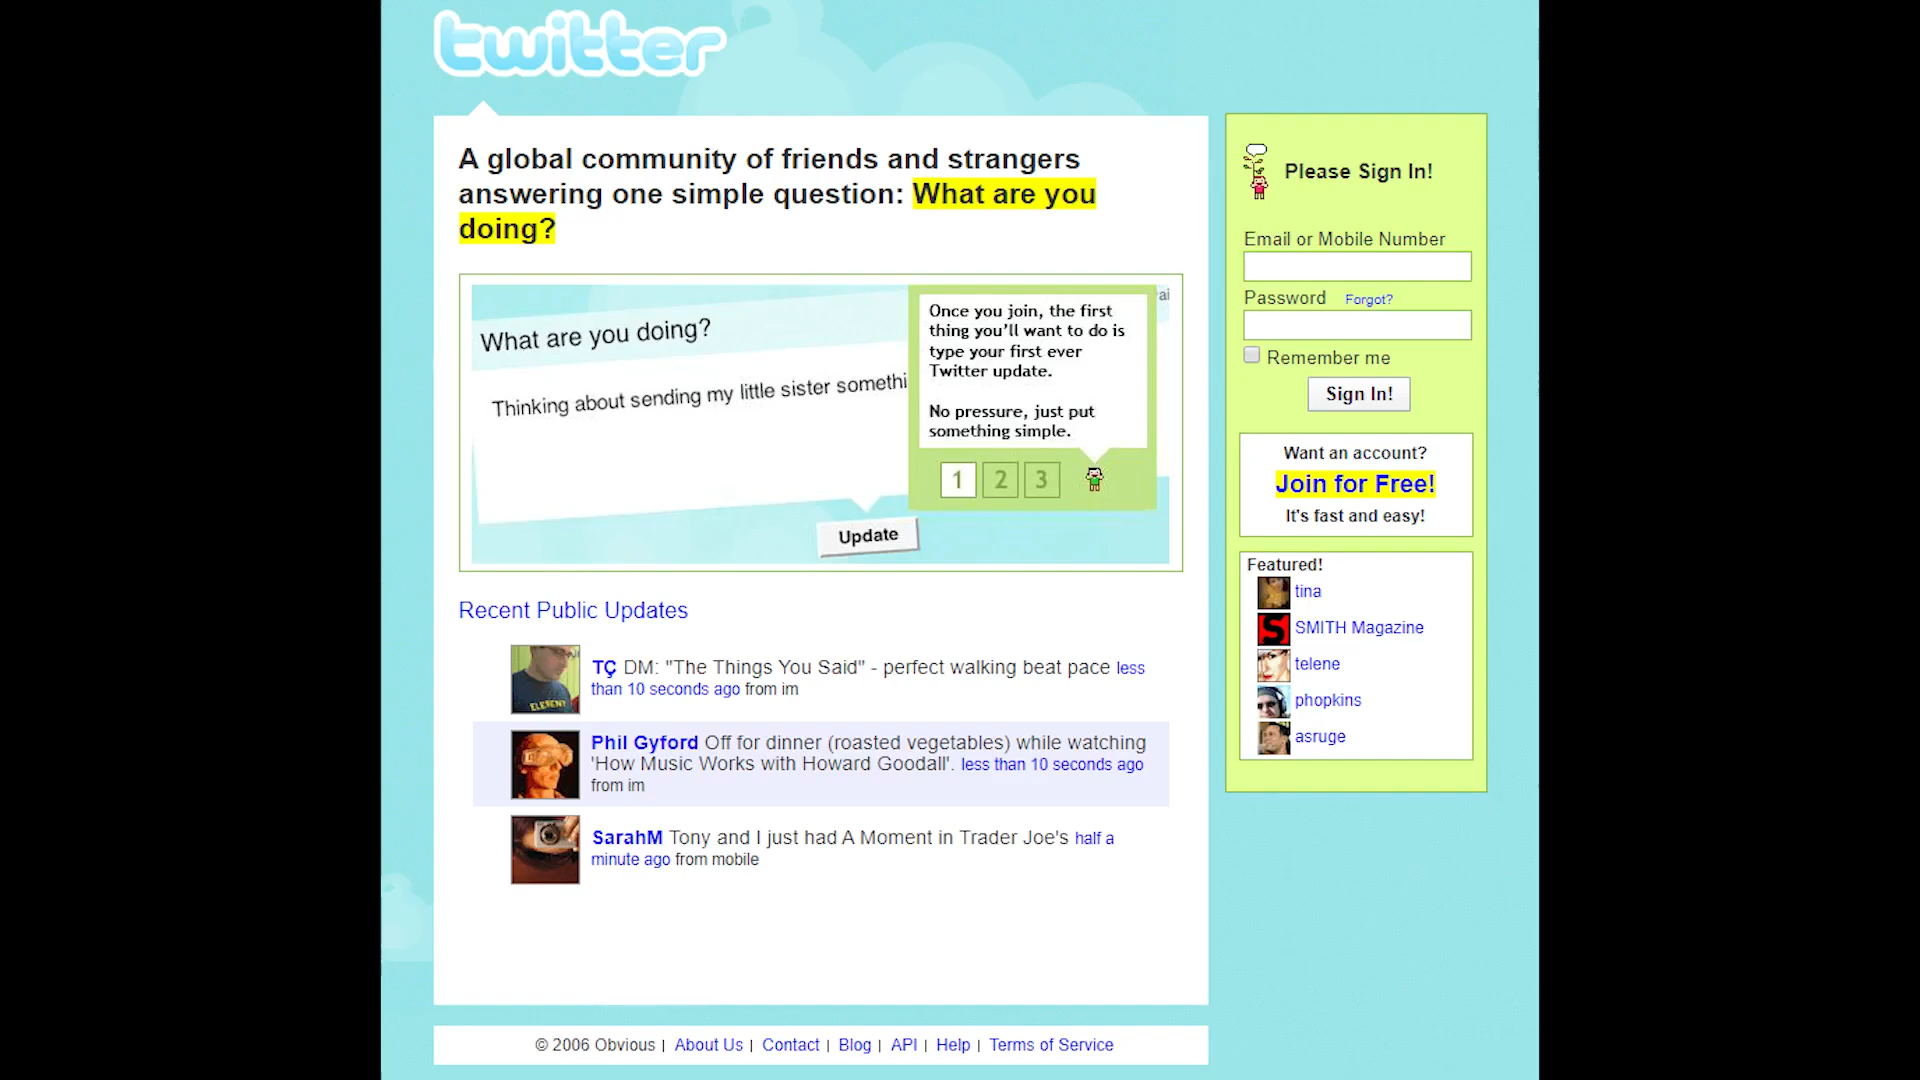 twitter
A global community of friends and strangers
answering one simple question: What are you
doing?
What are you doing?
Thinking about sending my little sister somethi
Update
Once you join, the first
thing you'll want to do is
type your first ever
Twitter update.
No pressure, just put
something simple.
1 2 3
Recent Public Updates
TÇ DM: "The Things You Said" - perfect walking beat pace less
than 10 seconds ago from im
ELEMENT
Phil Gyford Off for dinner (roasted vegetables) while watching
'How Music Works with Howard Goodall'. less than 10 seconds ago
from im
SarahM Tony and I just had A Moment in Trader Joe's half a
minute ago from mobile
Please Sign In!
Email or Mobile Number
Password Forgot?
Remember me
Sign In!
Want an account?
Join for Free!
It's fast and easy!
Featured!
tina
S
SMITH Magazine
telene
phopkins
asruge
© 2006 Obvious | About Us | Contact | Blog | API | Help | Terms of Service